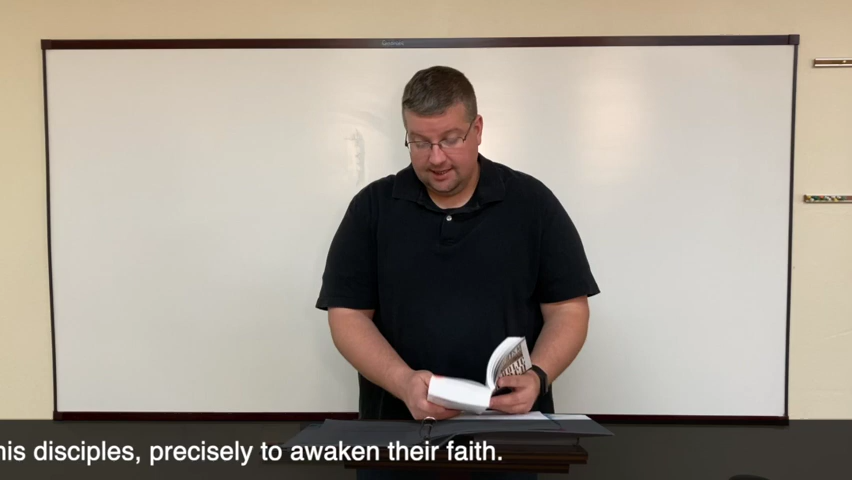 his disciples, precisely to awaken their faith.